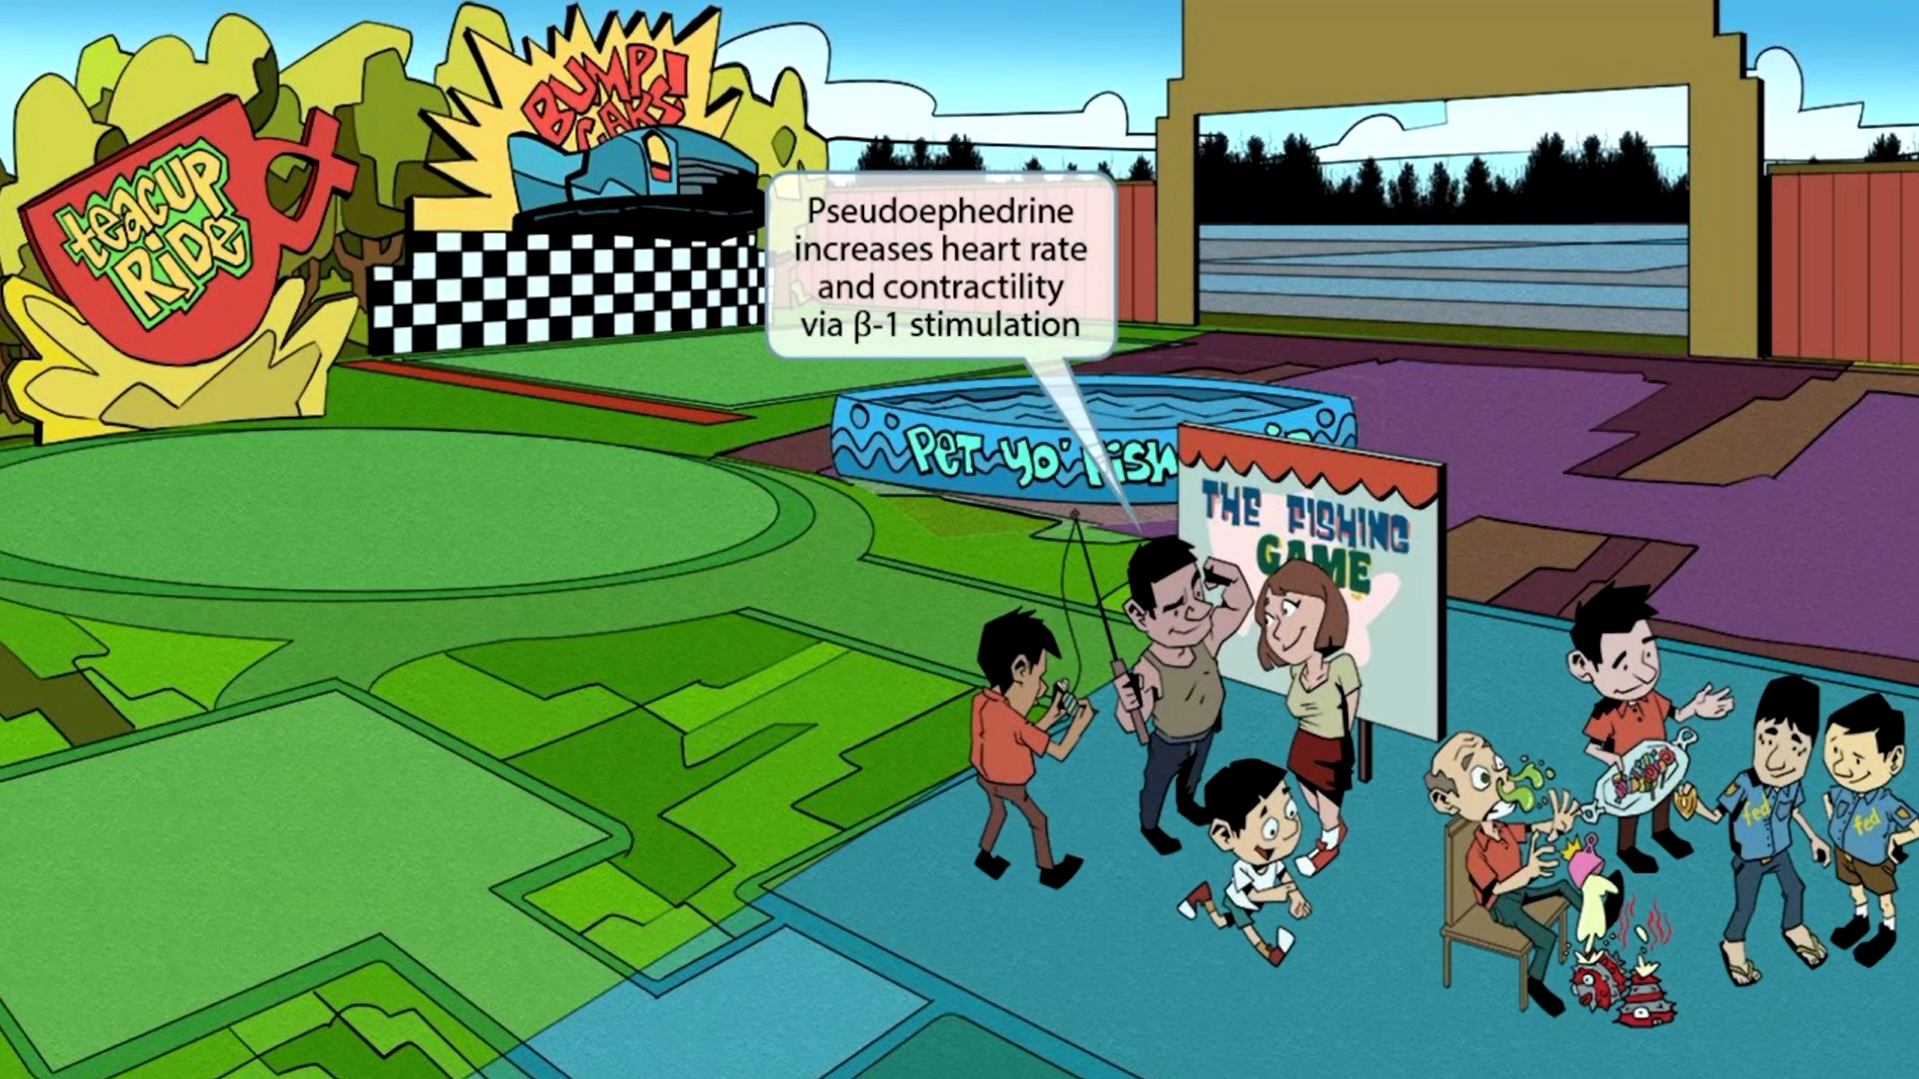 teacup
Ride
BUMP
CARS!
Pseudoephedrine
increases heart rate
and contractility
via β-1 stimulation
PET YO' FISH
THE FISHING
GAME
fed
fed